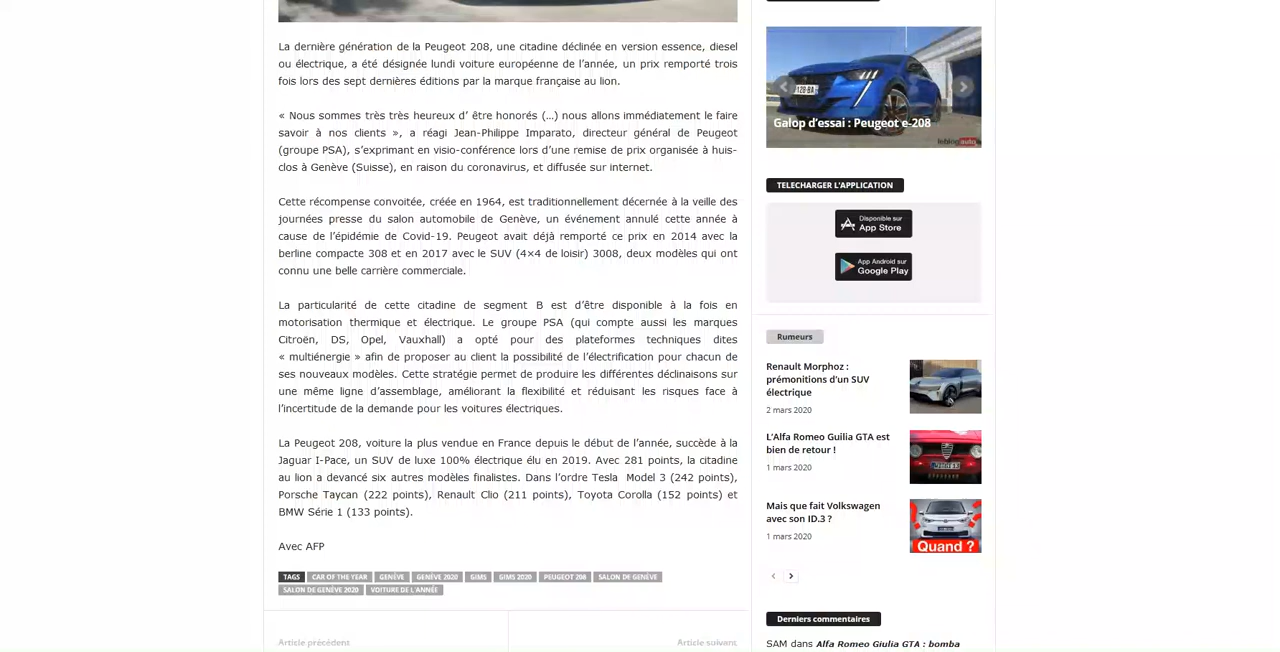 La dernière génération de la Peugeot 208, une citadine déclinée en version essence, diesel
ou électrique, a été désignée lundi voiture européenne de l’année, un prix remporté trois
fois lors des sept dernières éditions par la marque française au lion.
« Nous sommes très très heureux d’ être honorés (…) nous allons immédiatement le faire
savoir à nos clients », a réagi Jean-Philippe Imparato, directeur général de Peugeot
(groupe PSA), s’exprimant en visio-conférence lors d’une remise de prix organisée à huis-
clos à Genève (Suisse), en raison du coronavirus, et diffusée sur internet.
Cette récompense convoitée, créée en 1964, est traditionnellement décernée à la veille des
journées presse du salon automobile de Genève, un événement annulé cette année à
cause de l’épidémie de Covid-19. Peugeot avait déjà remporté ce prix en 2014 avec la
berline compacte 308 et en 2017 avec le SUV (4×4 de loisir) 3008, deux modèles qui ont
connu une belle carrière commerciale.
La particularité de cette citadine de segment B est d’être disponible à la fois en
motorisation thermique et électrique. Le groupe PSA (qui compte aussi les marques
Citroën, DS, Opel, Vauxhall) a opté pour des plateformes techniques dites
« multiénergie » afin de proposer au client la possibilité de l’électrification pour chacun de
ses nouveaux modèles. Cette stratégie permet de produire les différentes déclinaisons sur
une même ligne d’assemblage, améliorant la flexibilité et réduisant les risques face à
l’incertitude de la demande pour les voitures électriques.
La Peugeot 208, voiture la plus vendue en France depuis le début de l’année, succède à la
Jaguar I-Pace, un SUV de luxe 100% électrique élu en 2019. Avec 281 points, la citadine
au lion a devancé six autres modèles finalistes. Dans l’ordre Tesla Model 3 (242 points),
Porsche Taycan (222 points), Renault Clio (211 points), Toyota Corolla (152 points) et
BMW Série 1 (133 points).
Avec AFP
TAGS CAR OF THE YEAR GENÈVE GENÈVE 2020 GIMS GIMS 2020 PEUGEOT 208 SALON DE GENÈVE
SALON DE GENÈVE 2020 VOITURE DE L'ANNÉE
Article précédent
Article suivant
128-BA
Galop d’essai : Peugeot e-208
leblogauto
TELECHARGER L’APPLICATION
Disponible sur
App Store
App Android sur
Google Play
Rumeurs
Renault Morphoz :
prémonitions d’un SUV
électrique
2 mars 2020
L’Alfa Romeo Guilia GTA est
bien de retour !
1 mars 2020
Mais que fait Volkswagen
avec son ID.3 ?
1 mars 2020
Quand ?
Derniers commentaires
SAM dans Alfa Romeo Giulia GTA : bomba